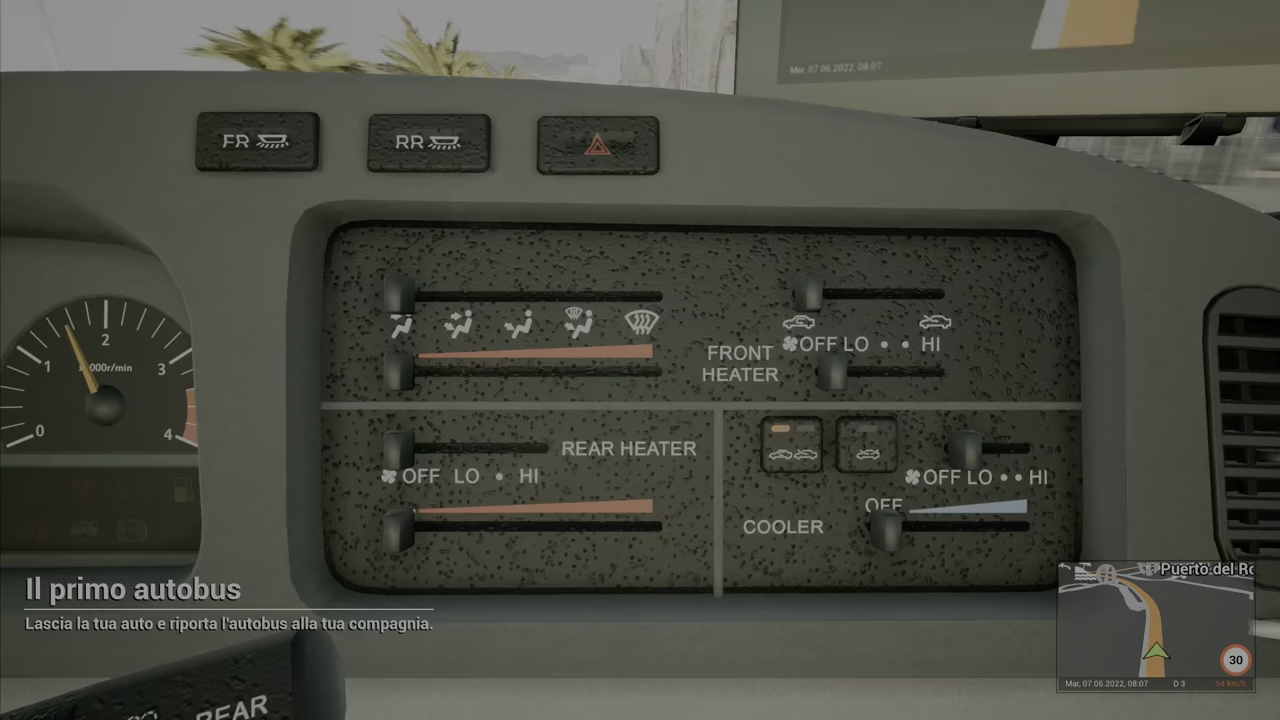 Mar, 07.06.2022, 08:07
FR
RR
OFF LO HI
FRONT
HEATER
1
2
3
0
4
x1000r/min
REAR HEATER
OFF LO HI
OFF LO HI
OFF
COOLER
Il primo autobus
Lascia la tua auto e riporta l'autobus alla tua compagnia.
Puerto del Ro
30
Mar, 07.06.2022, 08:07 D 3 54 km/h
REAR